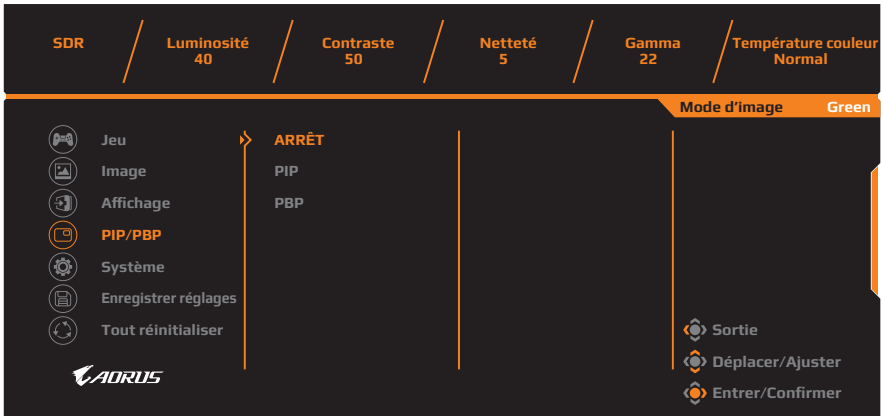 SDR
Luminosité
40
Contraste
50
Netteté
5
Gamma
22
Température couleur
Normal
Mode d'image Green
Jeu
Image
Affichage
PIP/PBP
Système
Enregistrer réglages
Tout réinitialiser
ARRÊT
PIP
PBP
Sortie
Déplacer/Ajuster
Entrer/Confirmer
AORUS